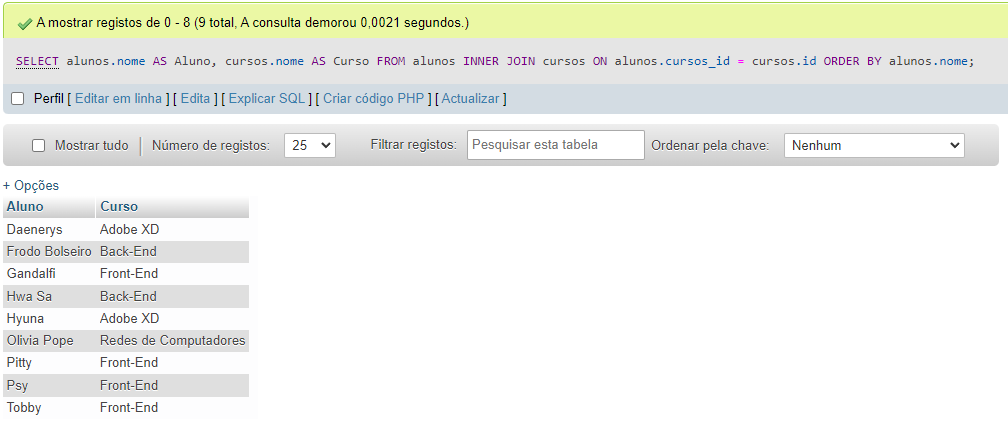 A mostrar registos de 0 - 8 (9 total, A consulta demorou 0,0021 segundos.)
SELECT alunos.nome AS Aluno, cursos.nome AS Curso FROM alunos INNER JOIN cursos ON alunos.cursos_id = cursos.id ORDER BY alunos.nome;
Perfil [ Editar em linha ] [ Edita ] [ Explicar SQL ] [ Criar código PHP ] [ Actualizar ]
Mostrar tudo | Número de registos: 25 Filtrar registos: Pesquisar esta tabela Ordenar pela chave: Nenhum
+ Opções
Aluno Curso
Daenerys Adobe XD
Frodo Bolseiro Back-End
Gandalfi Front-End
Hwa Sa Back-End
Hyuna Adobe XD
Olivia Pope Redes de Computadores
Pitty Front-End
Psy Front-End
Tobby Front-End